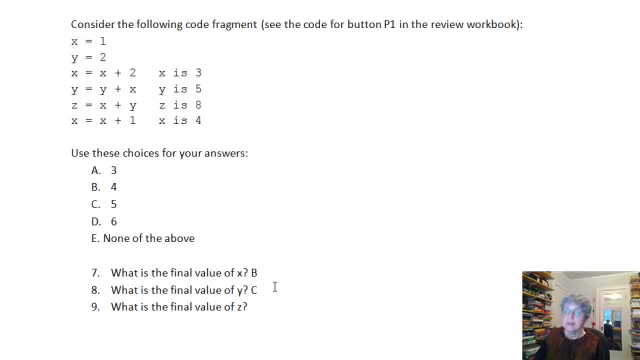 Consider the following code fragment (see the code for button P1 in the review workbook):
x = 1
y = 2
x = x + 2 x is 3
y = y + x y is 5
z = x + y z is 8
x = x + 1 x is 4
Use these choices for your answers:
A. 3
B. 4
C. 5
D. 6
E. None of the above
7. What is the final value of x? B
8. What is the final value of y? C
9. What is the final value of z?